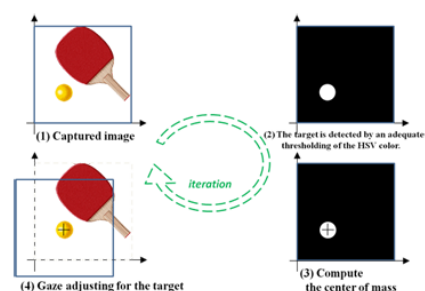 (1) Captured image
(2) The target is detected by an adequate
thresholding of the HSV color.
iteration
(3) Compute
the center of mass
(4) Gaze adjusting for the target